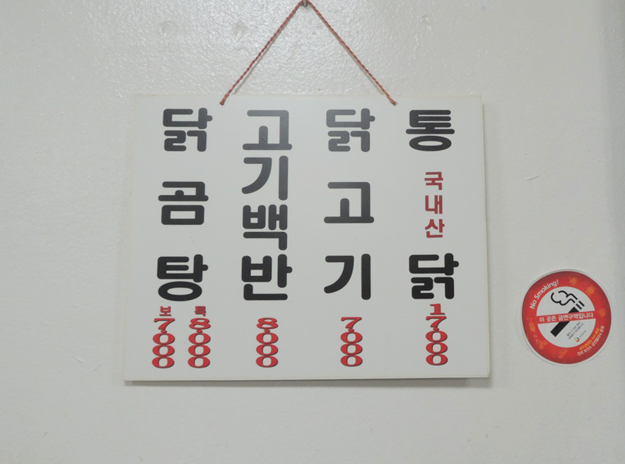 닭곰탕
보 7000
특 8000
고기백반
8000
닭고기
7000
통닭
국내산
17000
No Smoking!
이 곳은 금연구역입니다